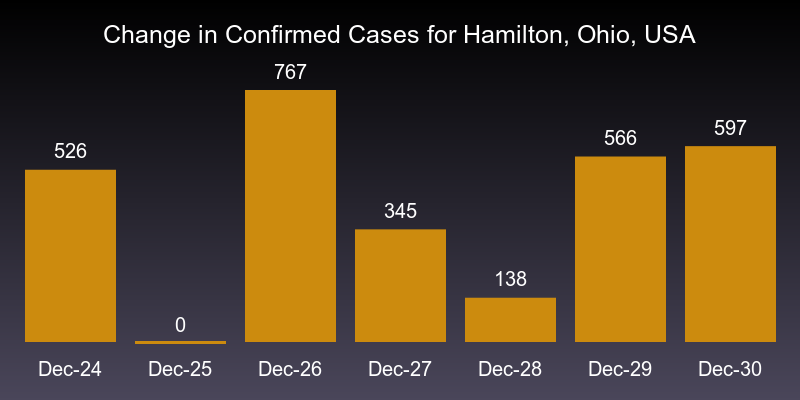 Change in Confirmed Cases for Hamilton, Ohio, USA
526
0
767
345
138
566
597
Dec-24
Dec-25
Dec-26
Dec-27
Dec-28
Dec-29
Dec-30